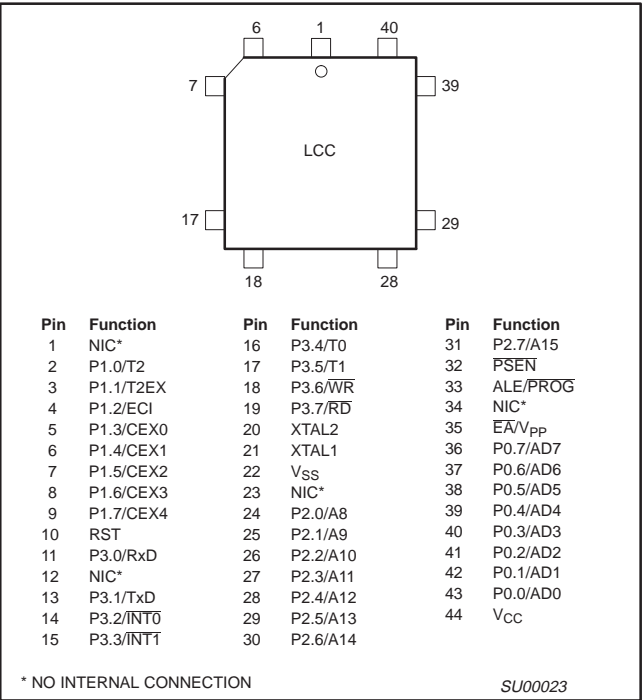 6 1 40
7 39
LCC
17 29
18 28
Pin Function Pin Function Pin Function
1 NIC* 16 P3.4/T0 31 P2.7/A15
2 P1.0/T2 17 P3.5/T1 32 P̅S̅E̅N̅
3 P1.1/T2EX 18 P3.6/W̅R̅ 33 ALE/P̅R̅O̅G̅
4 P1.2/ECI 19 P3.7/R̅D̅ 34 NIC*
5 P1.3/CEX0 20 XTAL2 35 E̅A̅/VPP
6 P1.4/CEX1 21 XTAL1 36 P0.7/AD7
7 P1.5/CEX2 22 VSS 37 P0.6/AD6
8 P1.6/CEX3 23 NIC* 38 P0.5/AD5
9 P1.7/CEX4 24 P2.0/A8 39 P0.4/AD4
10 RST 25 P2.1/A9 40 P0.3/AD3
11 P3.0/RxD 26 P2.2/A10 41 P0.2/AD2
12 NIC* 27 P2.3/A11 42 P0.1/AD1
13 P3.1/TxD 28 P2.4/A12 43 P0.0/AD0
14 P3.2/I̅N̅T̅0̅ 29 P2.5/A13 44 VCC
15 P3.3/I̅N̅T̅1̅ 30 P2.6/A14
* NO INTERNAL CONNECTION SU00023